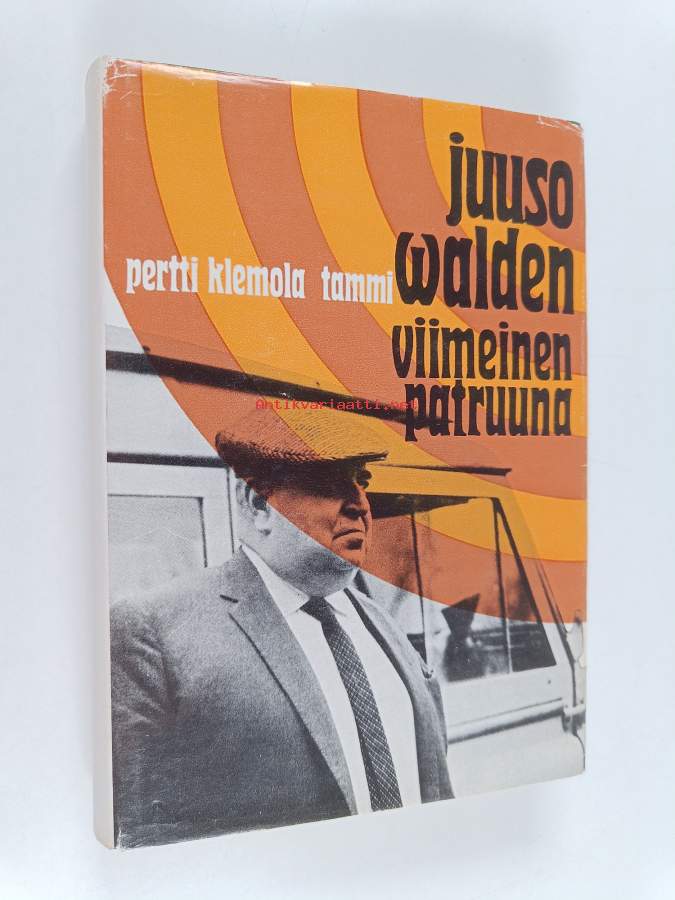 juuso
walden
pertti klemola tammi
viimeinen
patruuna
Antikvariaatti.net